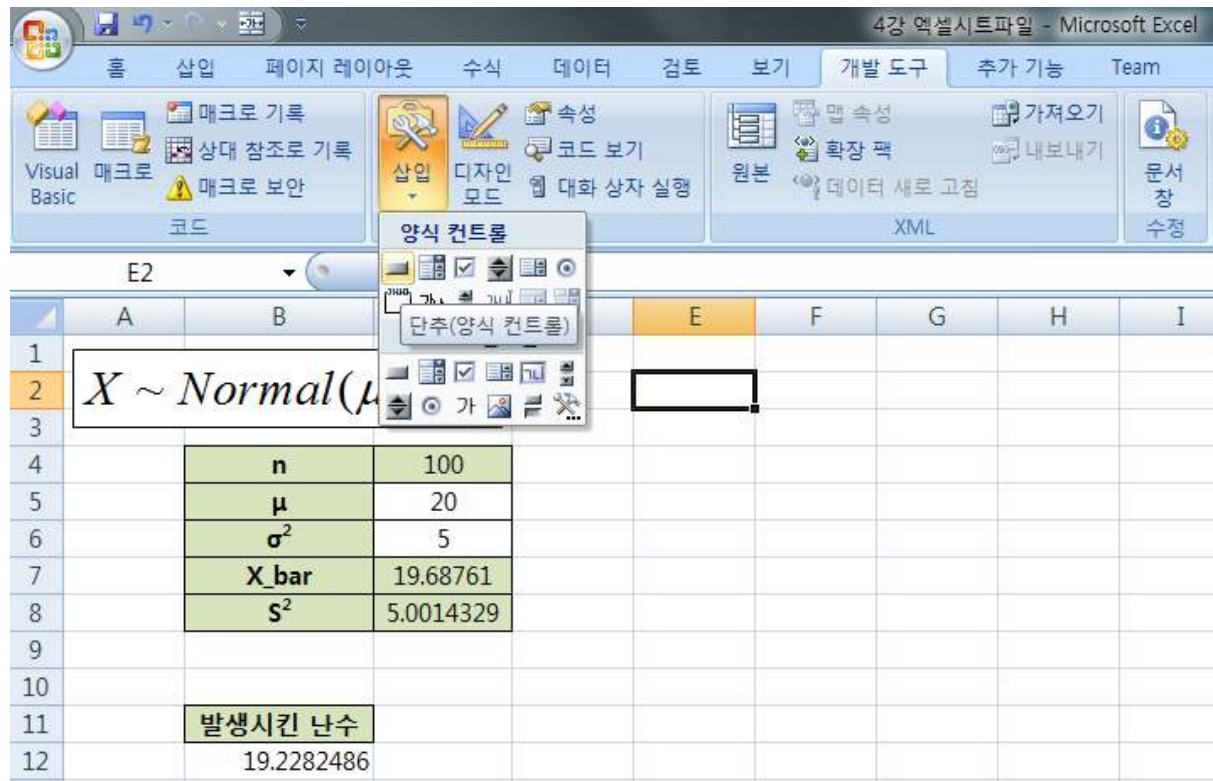 4강 엑셀시트파일 - Microsoft Excel
홈 삽입 페이지 레이아웃 수식 데이터 검토 보기 개발 도구 추가 기능 Team
Visual Basic
매크로
매크로 기록
상대 참조로 기록
매크로 보안
코드
삽입
디자인 모드
속성
코드 보기
대화 상자 실행
원본
맵 속성
확장 팩
데이터 새로 고침
가져오기
내보내기
XML
문서 창
수정
양식 컨트롤
단추(양식 컨트롤)
가
E2
A B E F G H I
1
2 X ~ Normal(μ
3
4 n 100
5 μ 20
6 σ² 5
7 X_bar 19.68761
8 S² 5.0014329
9
10
11 발생시킨 난수
12 19.2282486